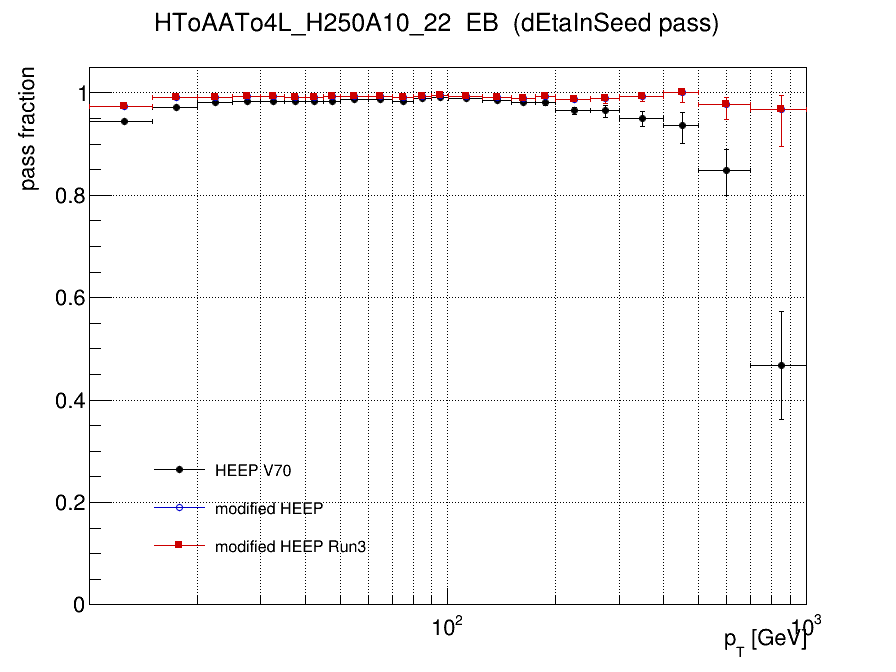 HToAATo4L_H250A10_22 EB (dEtaInSeed pass)
pass fraction
1
0.8
0.6
0.4
0.2
0
HEEP V70
modified HEEP
modified HEEP Run3
10²
10³
p_T [GeV]